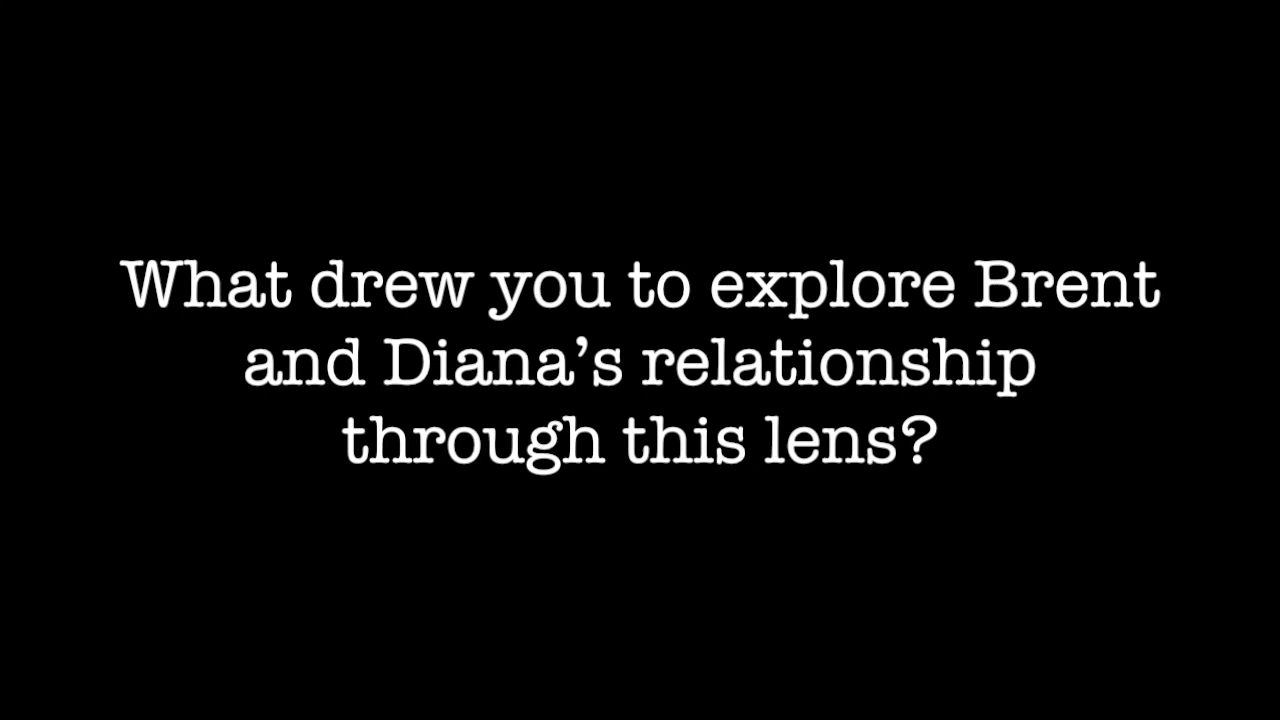 What drew you to explore Brent
and Diana’s relationship
through this lens?